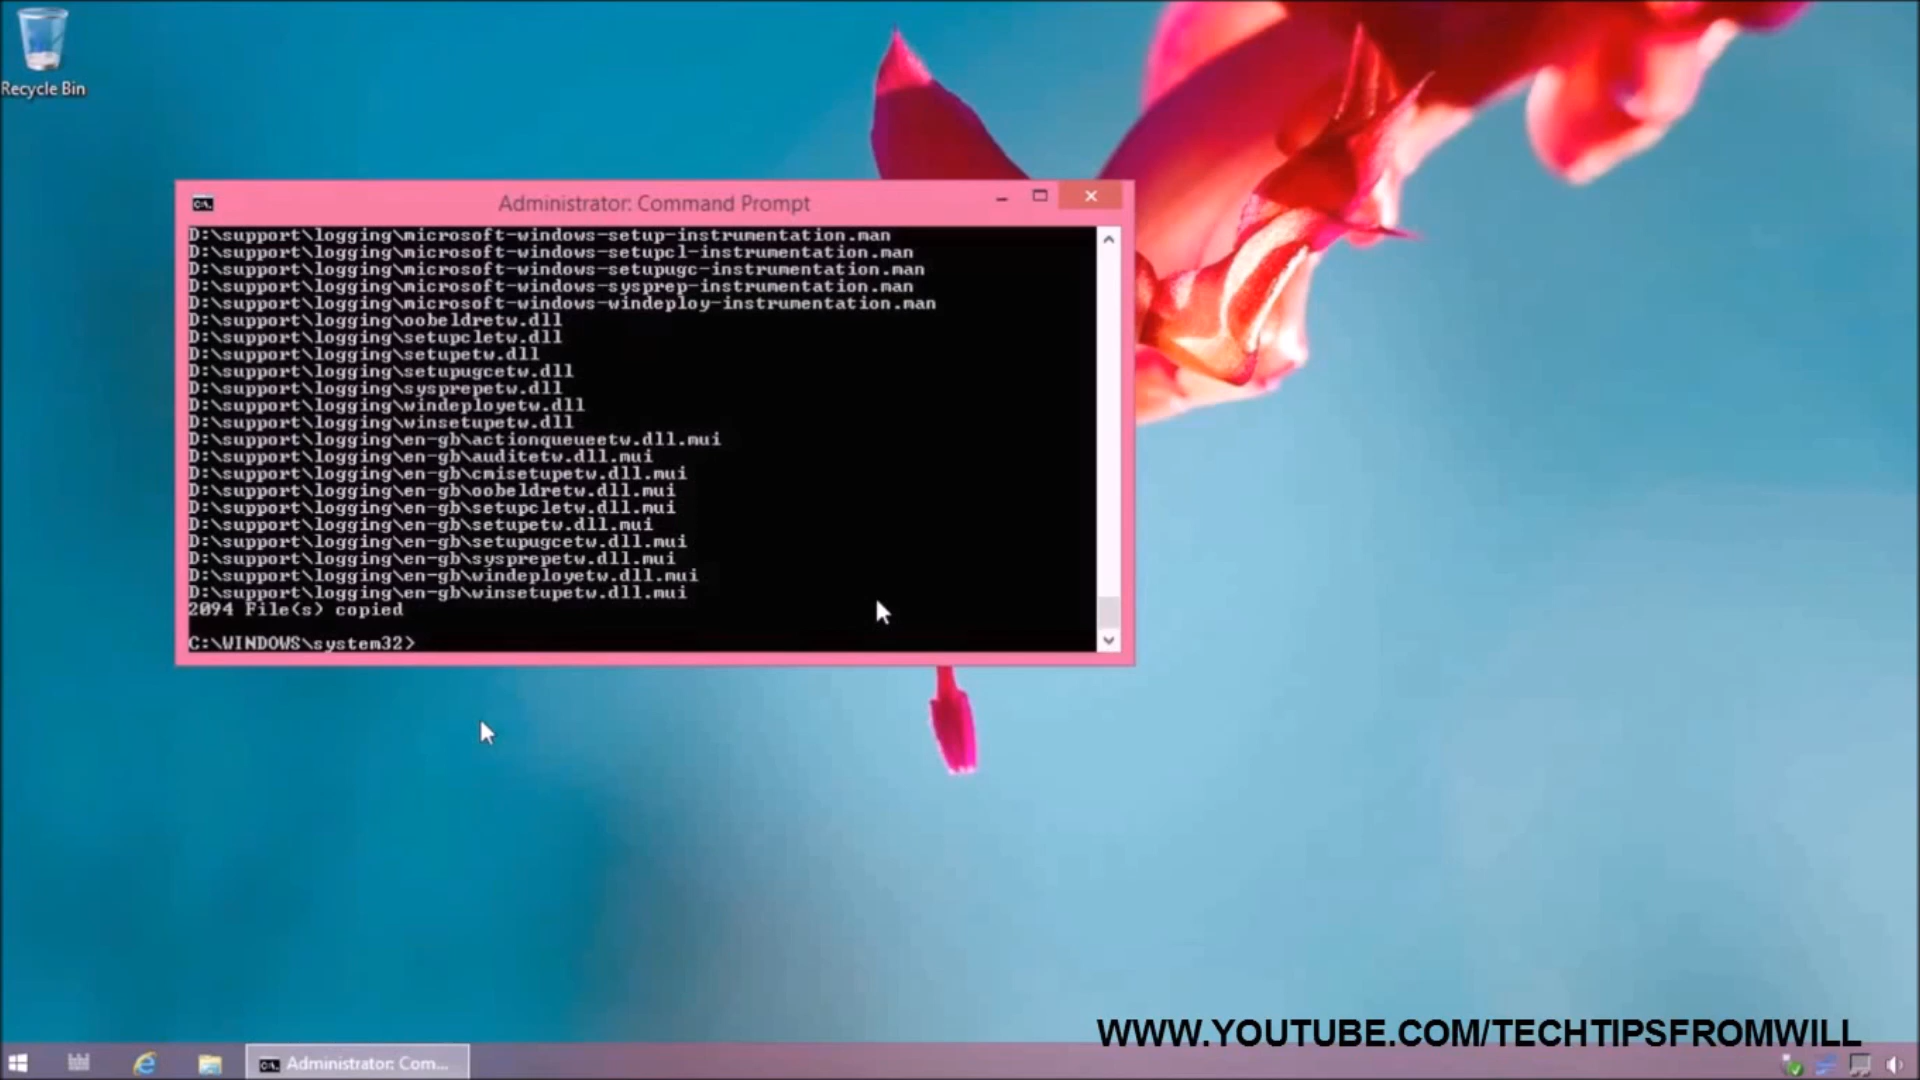 Recycle Bin
Administrator: Command Prompt
D:\support\logging\microsoft-windows-setup-instrumentation.man
D:\support\logging\microsoft-windows-setupcl-instrumentation.man
D:\support\logging\microsoft-windows-setupugc-instrumentation.man
D:\support\logging\microsoft-windows-sysprep-instrumentation.man
D:\support\logging\microsoft-windows-windeploy-instrumentation.man
D:\support\logging\oobeldretw.dll
D:\support\logging\setupcletw.dll
D:\support\logging\setupetw.dll
D:\support\logging\setupugcetw.dll
D:\support\logging\sysprepetw.dll
D:\support\logging\windeployetw.dll
D:\support\logging\winsetupetw.dll
D:\support\logging\en-gb\actionqueueetw.dll.mui
D:\support\logging\en-gb\auditetw.dll.mui
D:\support\logging\en-gb\cmisetupetw.dll.mui
D:\support\logging\en-gb\oobeldretw.dll.mui
D:\support\logging\en-gb\setupcletw.dll.mui
D:\support\logging\en-gb\setupetw.dll.mui
D:\support\logging\en-gb\setupugcetw.dll.mui
D:\support\logging\en-gb\sysprepetw.dll.mui
D:\support\logging\en-gb\windeployetw.dll.mui
D:\support\logging\en-gb\winsetupetw.dll.mui
2094 File(s) copied
C:\WINDOWS\system32>
WWW.YOUTUBE.COM/TECHTIPSFROMWILL
Administrator: Com...